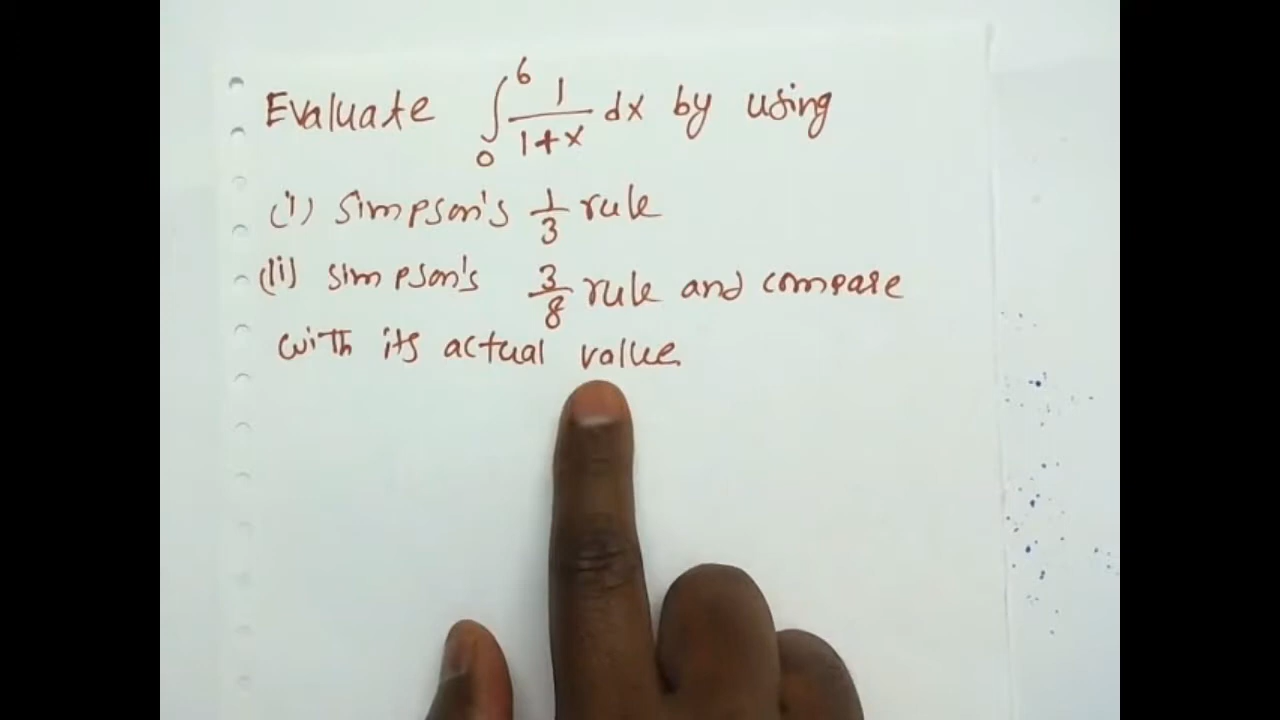 Evaluate ∫₀⁶ 1/(1+x) dx by using
(i) Simpson's 1/3 rule
(ii) Simpson's 3/8 rule and compare
with its actual value.